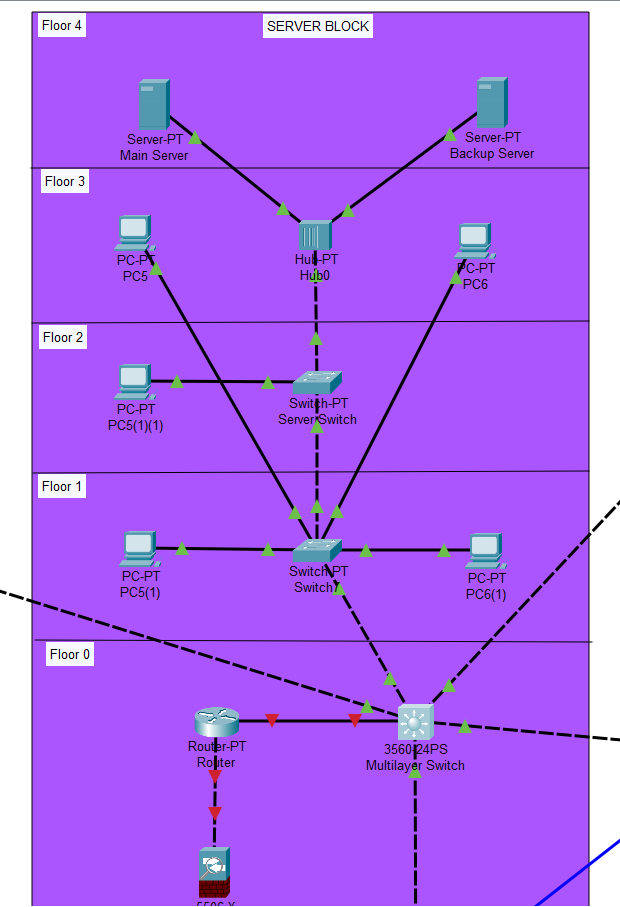 Floor 4
SERVER BLOCK
Server-PT
Main Server
Server-PT
Backup Server
Floor 3
PC-PT
PC5
Hub-PT
Hub0
PC-PT
PC6
Floor 2
PC-PT
PC5(1)(1)
Switch-PT
Server Switch
Floor 1
PC-PT
PC5(1)
Switch-PT
PC-PT
PC6(1)
Floor 0
Router-PT
Router
3560-24PS
Multilayer Switch